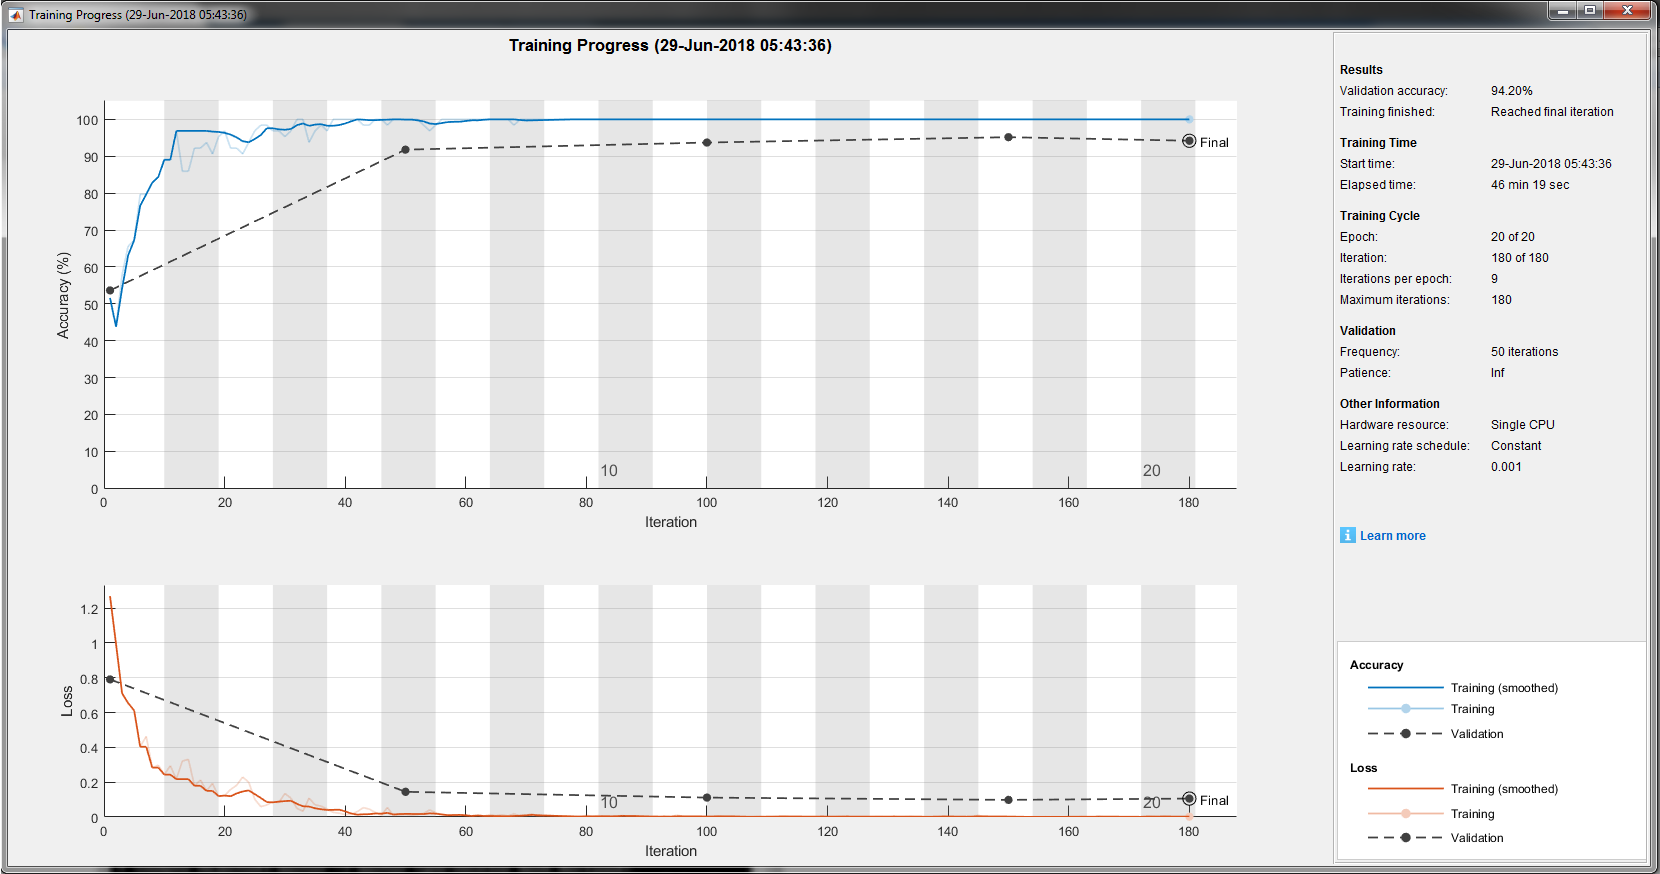 Training Progress (29-Jun-2018 05:43:36)
Training Progress (29-Jun-2018 05:43:36)
100
90
80
70
60
50
40
30
20
10
0
Accuracy (%)
10
20
Final
0 20 40 60 80 100 120 140 160 180
Iteration
1.2
1
0.8
0.6
0.4
0.2
0
Loss
10
20
Final
0 20 40 60 80 100 120 140 160 180
Iteration
Results
Validation accuracy: 94.20%
Training finished: Reached final iteration
Training Time
Start time: 29-Jun-2018 05:43:36
Elapsed time: 46 min 19 sec
Training Cycle
Epoch: 20 of 20
Iteration: 180 of 180
Iterations per epoch: 9
Maximum iterations: 180
Validation
Frequency: 50 iterations
Patience: Inf
Other Information
Hardware resource: Single CPU
Learning rate schedule: Constant
Learning rate: 0.001
i Learn more
Accuracy
Training (smoothed)
Training
Validation
Loss
Training (smoothed)
Training
Validation